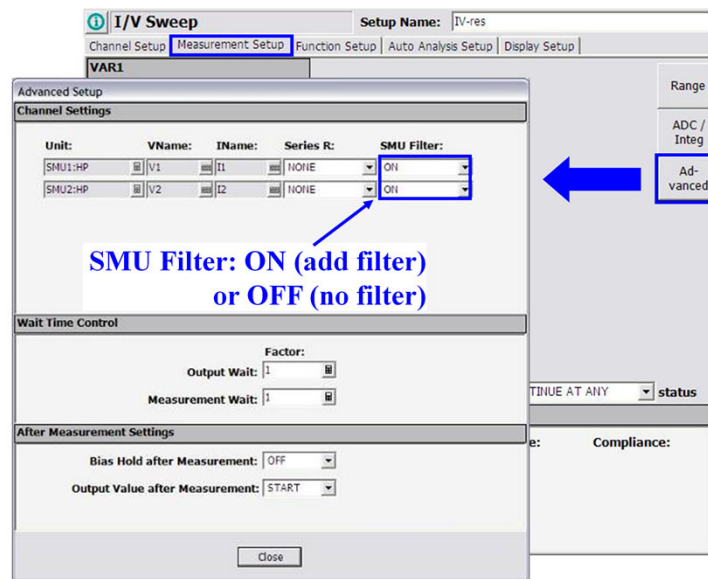 I/V Sweep Setup Name: IV-res
Channel Setup Measurement Setup Function Setup Auto Analysis Setup Display Setup
VAR1
Range
ADC /
Integ
Ad-
vanced
Advanced Setup
Channel Settings
Unit: VName: IName: Series R: SMU Filter:
SMU1:HP V1 I1 NONE ON
SMU2:HP V2 I2 NONE ON
SMU Filter: ON (add filter)
or OFF (no filter)
Wait Time Control
Factor:
Output Wait: 1
Measurement Wait: 1
TINUE AT ANY status
After Measurement Settings
e: Compliance:
Bias Hold after Measurement: OFF
Output Value after Measurement: START
Close